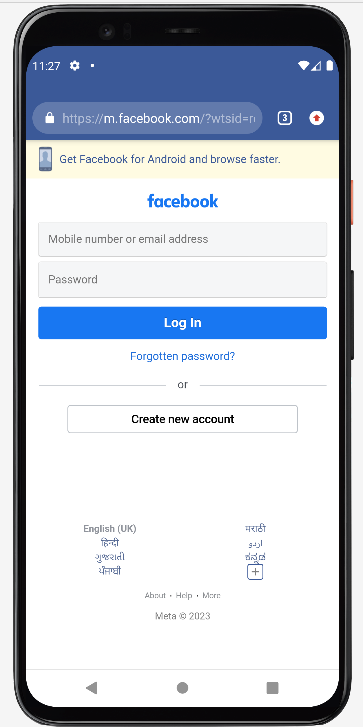 11:27
https://m.facebook.com/?wtsid=r
3
Get Facebook for Android and browse faster.
facebook
Mobile number or email address
Password
Log In
Forgotten password?
or
Create new account
English (UK) मराठी
हिन्दी اردو
ગુજરાતી ಕನ್ನಡ
ਪੰਜਾਬੀ
About • Help • More
Meta © 2023